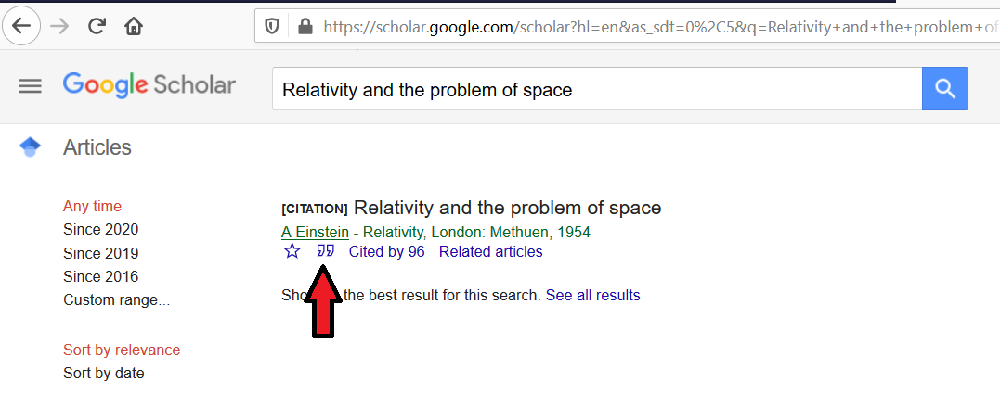 https://scholar.google.com/scholar?hl=en&as_sdt=0%2C5&q=Relativity+and+the+problem+of
Google Scholar
Relativity and the problem of space
Articles
Any time
Since 2020
Since 2019
Since 2016
Custom range...
Sort by relevance
Sort by date
[CITATION] Relativity and the problem of space
A Einstein - Relativity, London: Methuen, 1954
Cited by 96 Related articles
the best result for this search. See all results